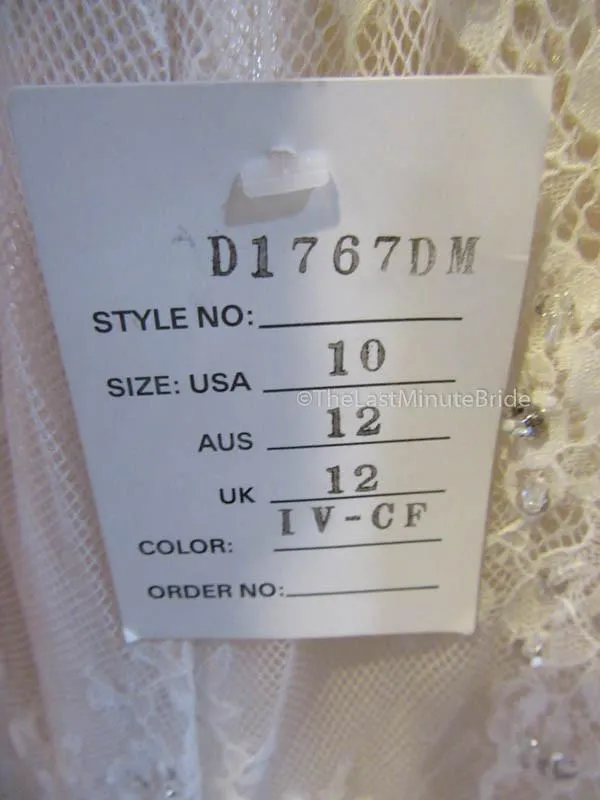 D1767DM
STYLE NO:
10
SIZE: USA
©TheLastMinuteBride
12
AUS
12
UK
IV-CF
COLOR:
ORDER NO: